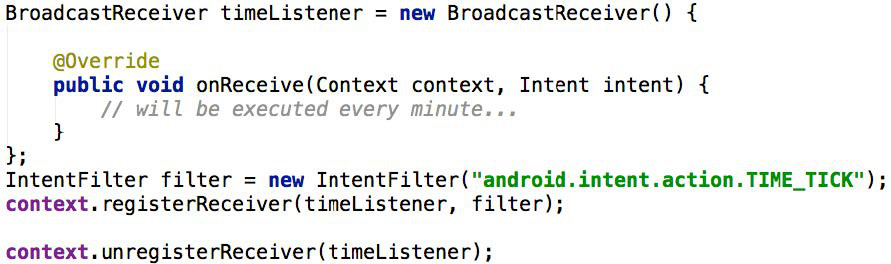 BroadcastReceiver timeListener = new BroadcastReceiver() {
@Override
public void onReceive(Context context, Intent intent) {
// will be executed every minute...
}
};
IntentFilter filter = new IntentFilter("android.intent.action.TIME_TICK");
context.registerReceiver(timeListener, filter);
context.unregisterReceiver(timeListener);